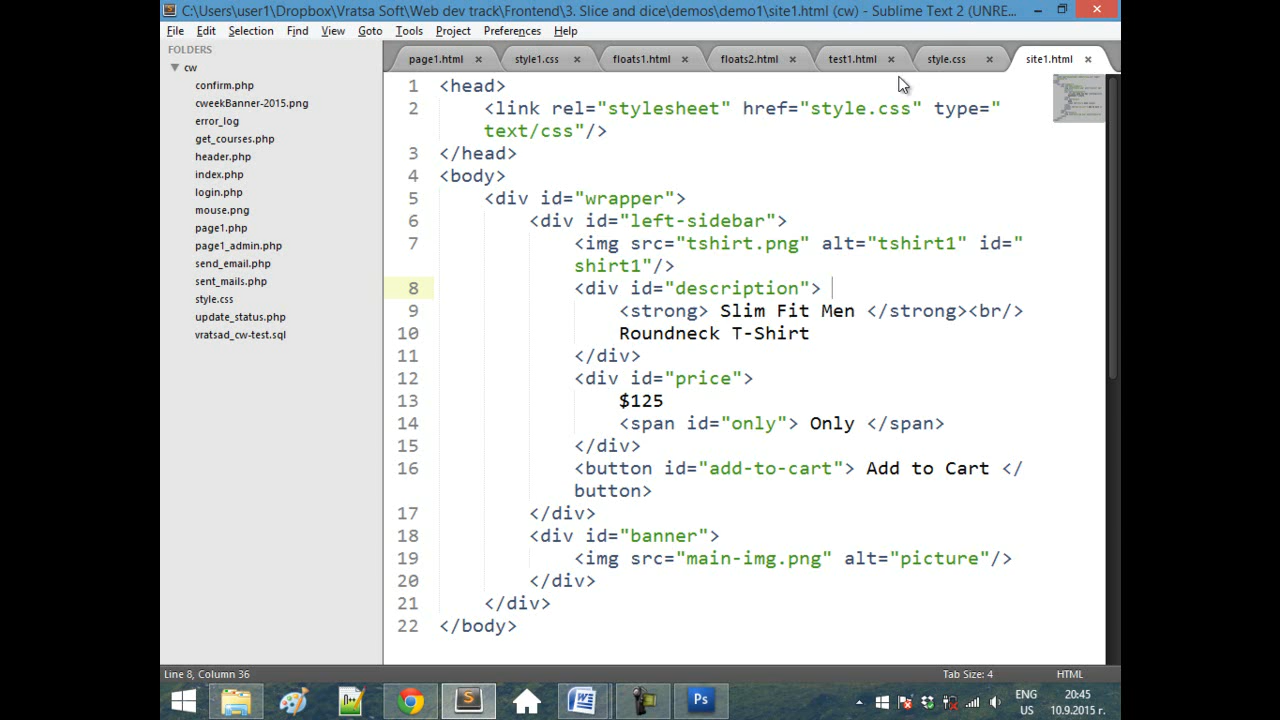 C:\Users\user1\Dropbox\Vratsa Soft\Web dev track\Frontend\3. Slice and dice\demos\demo1\site1.html (cw) - Sublime Text 2 (UNRE...
File Edit Selection Find View Goto Tools Project Preferences Help
FOLDERS
cw
confirm.php
cweekBanner-2015.png
error_log
get_courses.php
header.php
index.php
login.php
mouse.png
page1.php
page1_admin.php
send_email.php
sent_mails.php
style.css
update_status.php
vratsad_cw-test.sql
page1.html style1.css floats1.html floats2.html test1.html style.css site1.html
1 <head>
2 <link rel="stylesheet" href="style.css" type="
text/css"/>
3 </head>
4 <body>
5 <div id="wrapper">
6 <div id="left-sidebar">
7 <img src="tshirt.png" alt="tshirt1" id="
shirt1"/>
8 <div id="description">
9 <strong> Slim Fit Men </strong><br/>
10 Roundneck T-Shirt
11 </div>
12 <div id="price">
13 $125
14 <span id="only"> Only </span>
15 </div>
16 <button id="add-to-cart"> Add to Cart </
button>
17 </div>
18 <div id="banner">
19 <img src="main-img.png" alt="picture"/>
20 </div>
21 </div>
22 </body>
Line 8, Column 36 Tab Size: 4 HTML
ENG 20:45
US 10.9.2015 г.